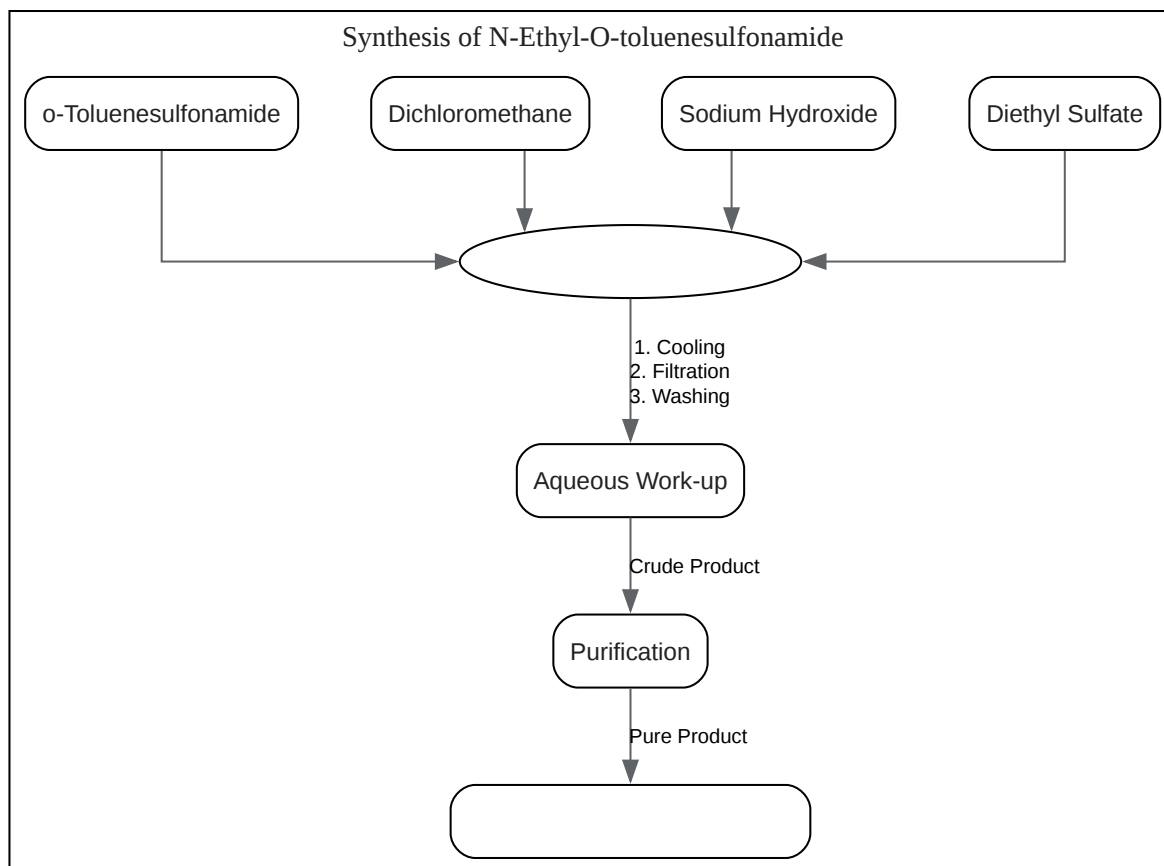 Synthesis of N-Ethyl-O-toluenesulfonamide
o-Toluenesulfonamide
Dichloromethane
Sodium Hydroxide
Diethyl Sulfate
1. Cooling
2. Filtration
3. Washing
Aqueous Work-up
Crude Product
Purification
Pure Product